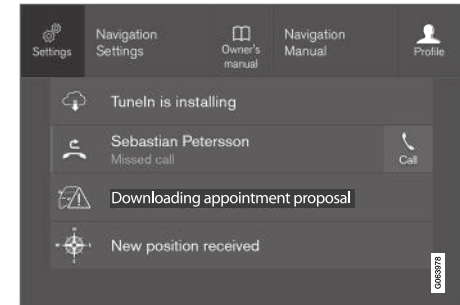 Settings
Navigation
Settings
Owner's
manual
Navigation
Manual
Profile
TuneIn is installing
Sebastian Petersson
Missed call
Call
Downloading appointment proposal
New position received
G063978